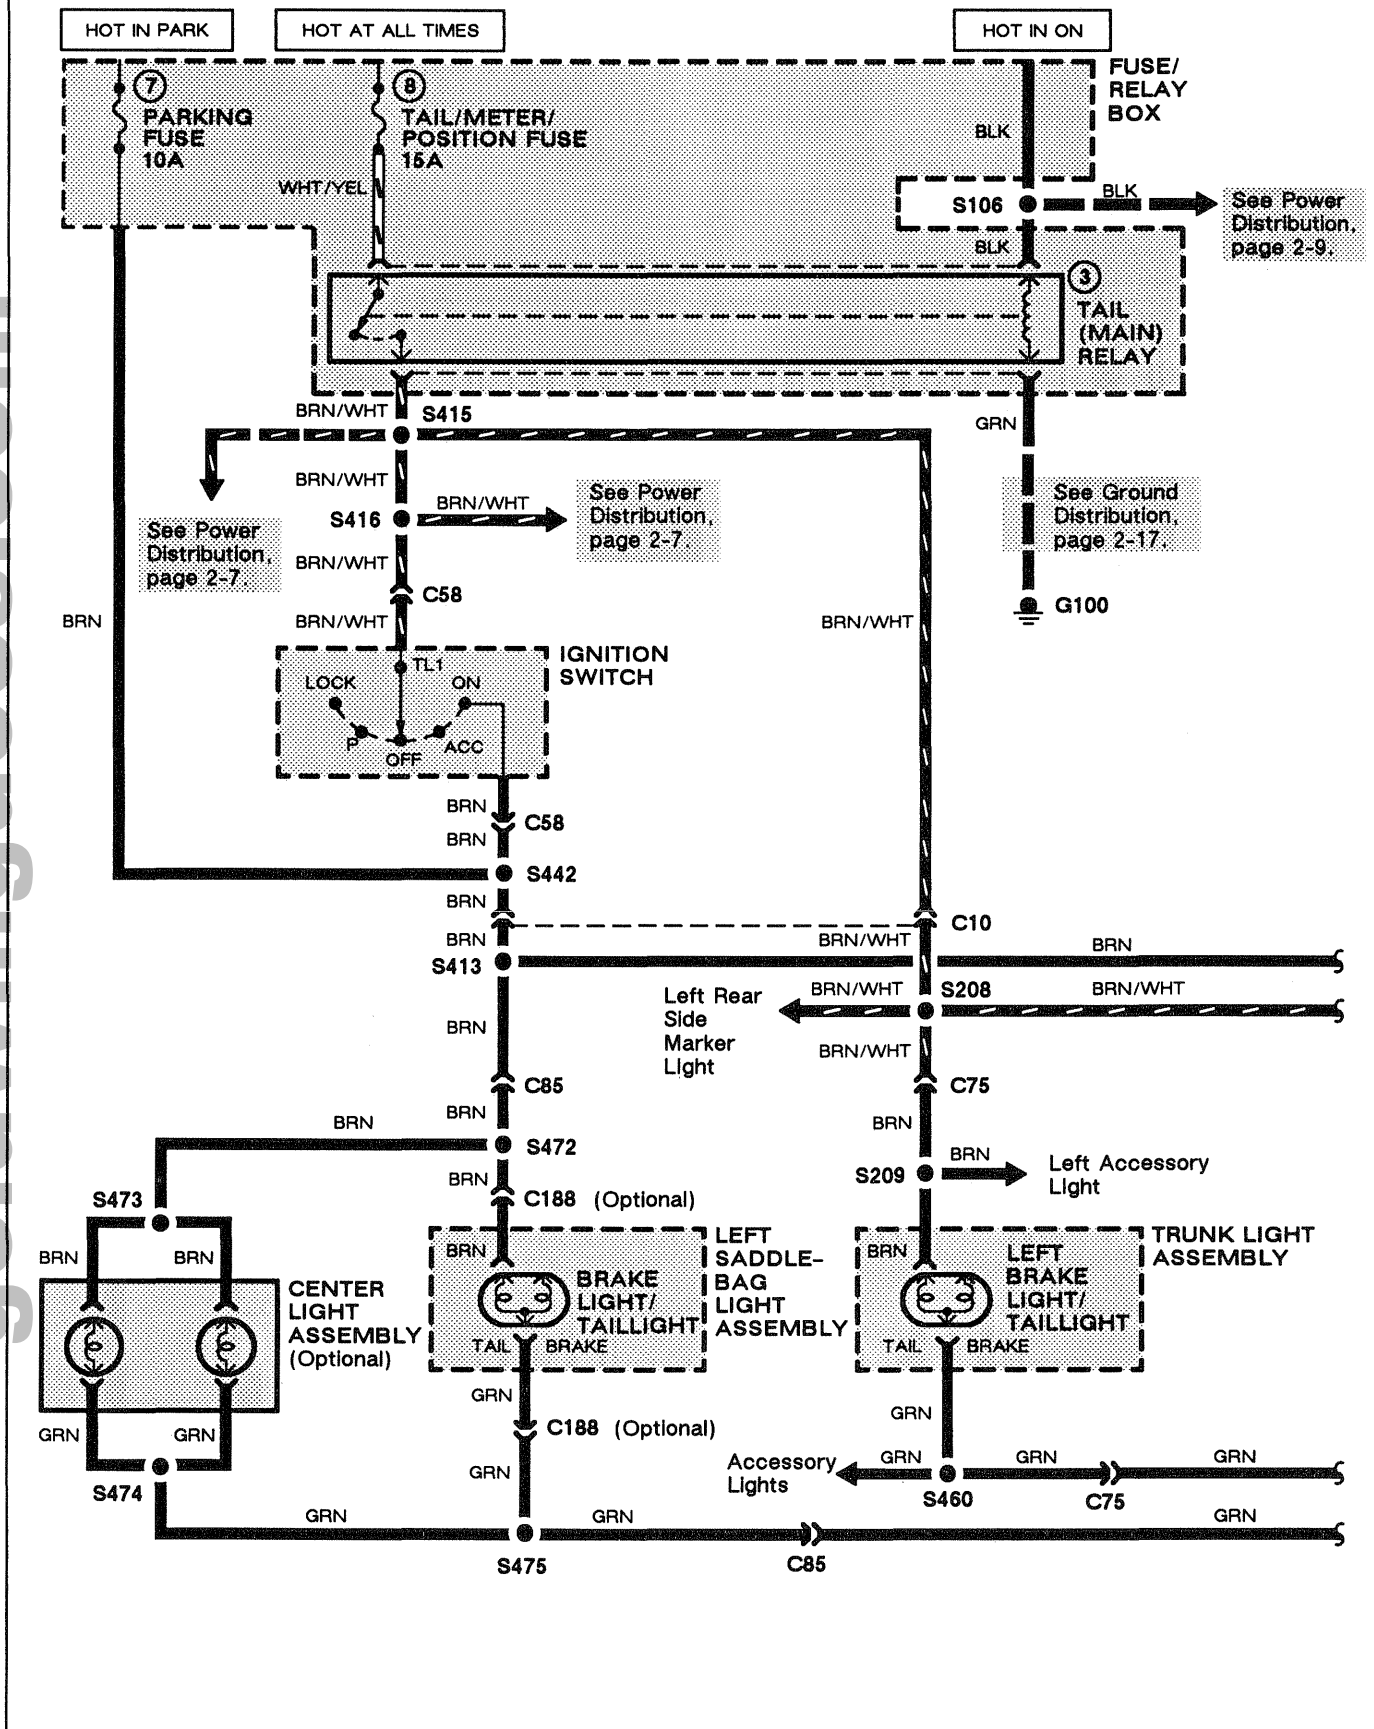 HOT IN PARK
HOT AT ALL TIMES
HOT IN ON
7
PARKING
FUSE
10A
8
TAIL/METER/
POSITION FUSE
15A
FUSE/
RELAY
BOX
BLK
WHT/YEL
S106
BLK
See Power
Distribution,
page 2-9.
BLK
3
TAIL
(MAIN)
RELAY
BRN/WHT
S415
GRN
BRN/WHT
S416
BRN/WHT
See Power
Distribution,
page 2-7.
See Ground
Distribution,
page 2-17.
See Power
Distribution,
page 2-7.
BRN/WHT
C58
G100
BRN
BRN/WHT
BRN/WHT
IGNITION
SWITCH
TL1
LOCK
ON
P
OFF
ACC
BRN
C58
BRN
S442
BRN
C10
BRN
BRN/WHT
BRN
S413
Left Rear
Side
Marker
Light
BRN/WHT
S208
BRN/WHT
BRN
BRN/WHT
C85
C75
BRN
BRN
BRN
S472
BRN
S209
Left Accessory
Light
BRN
S473
BRN
C188 (Optional)
BRN
BRN
BRN
BRAKE
LIGHT/
TAILLIGHT
TAIL
BRAKE
LEFT
SADDLE-
BAG
LIGHT
ASSEMBLY
BRN
LEFT
BRAKE
LIGHT/
TAILLIGHT
TAIL
BRAKE
TRUNK LIGHT
ASSEMBLY
CENTER
LIGHT
ASSEMBLY
(Optional)
GRN
GRN
GRN
C188 (Optional)
GRN
GRN
Accessory
Lights
GRN
GRN
GRN
S474
S460
C75
GRN
GRN
GRN
S475
C85